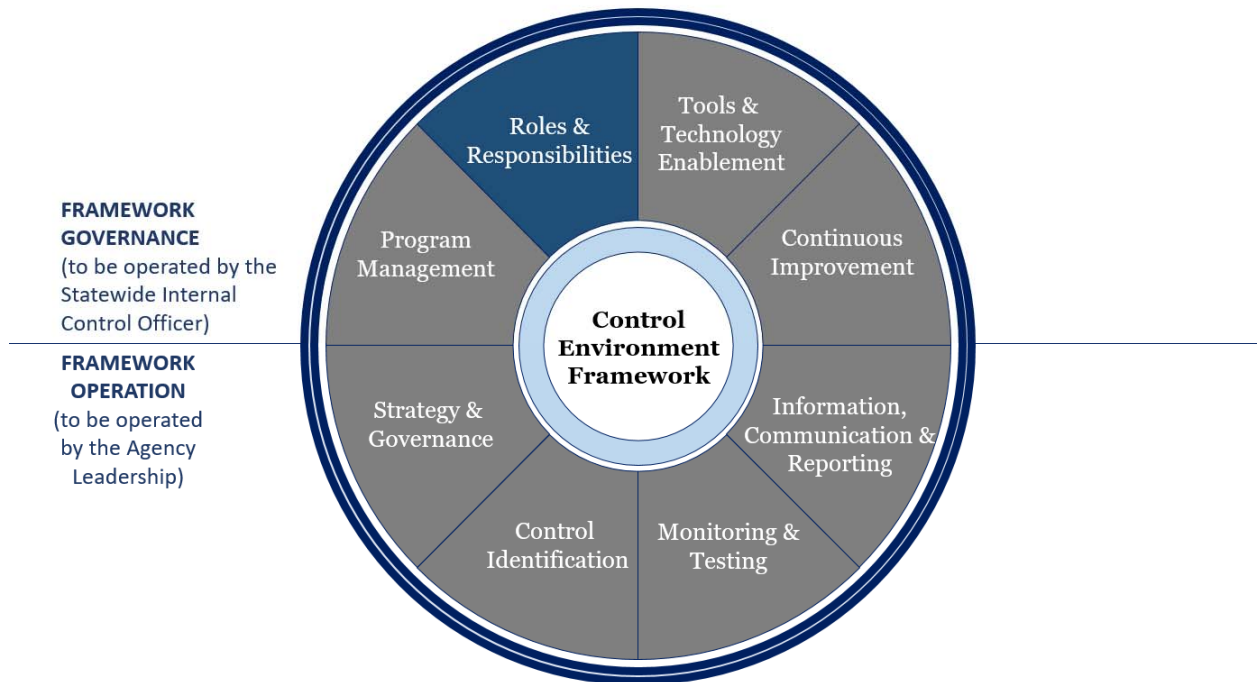 FRAMEWORK
GOVERNANCE
(to be operated by the
Statewide Internal
Control Officer)
FRAMEWORK
OPERATION
(to be operated
by the Agency
Leadership)
Roles &
Responsibilities
Tools &
Technology
Enablement
Program
Management
Continuous
Improvement
Control
Environment
Framework
Strategy &
Governance
Information,
Communication &
Reporting
Control
Identification
Monitoring &
Testing